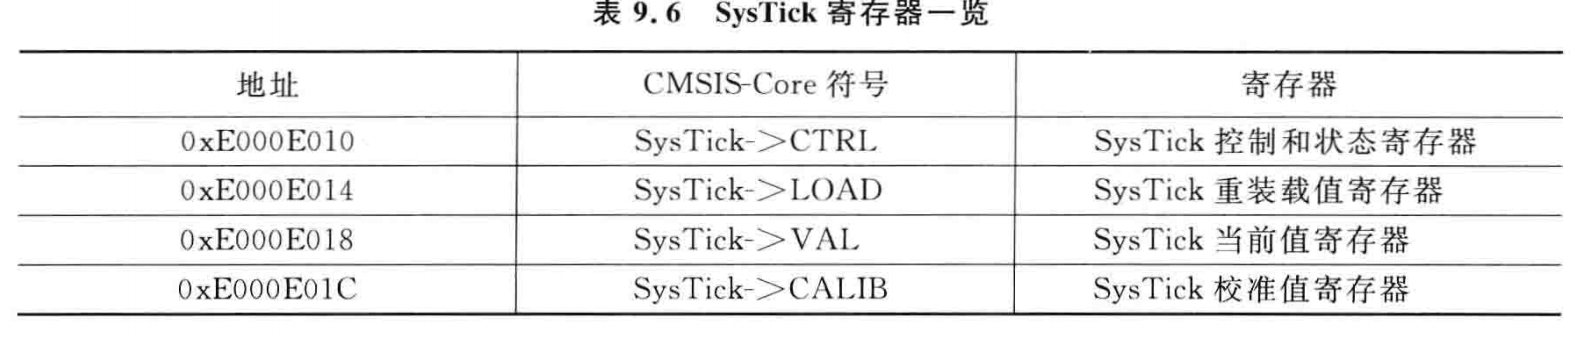 表 9.6 SysTick 寄存器一览
地址 CMSIS-Core 符号 寄存器
0xE000E010 SysTick->CTRL SysTick 控制和状态寄存器
0xE000E014 SysTick->LOAD SysTick 重装载值寄存器
0xE000E018 SysTick->VAL SysTick 当前值寄存器
0xE000E01C SysTick->CALIB SysTick 校准值寄存器